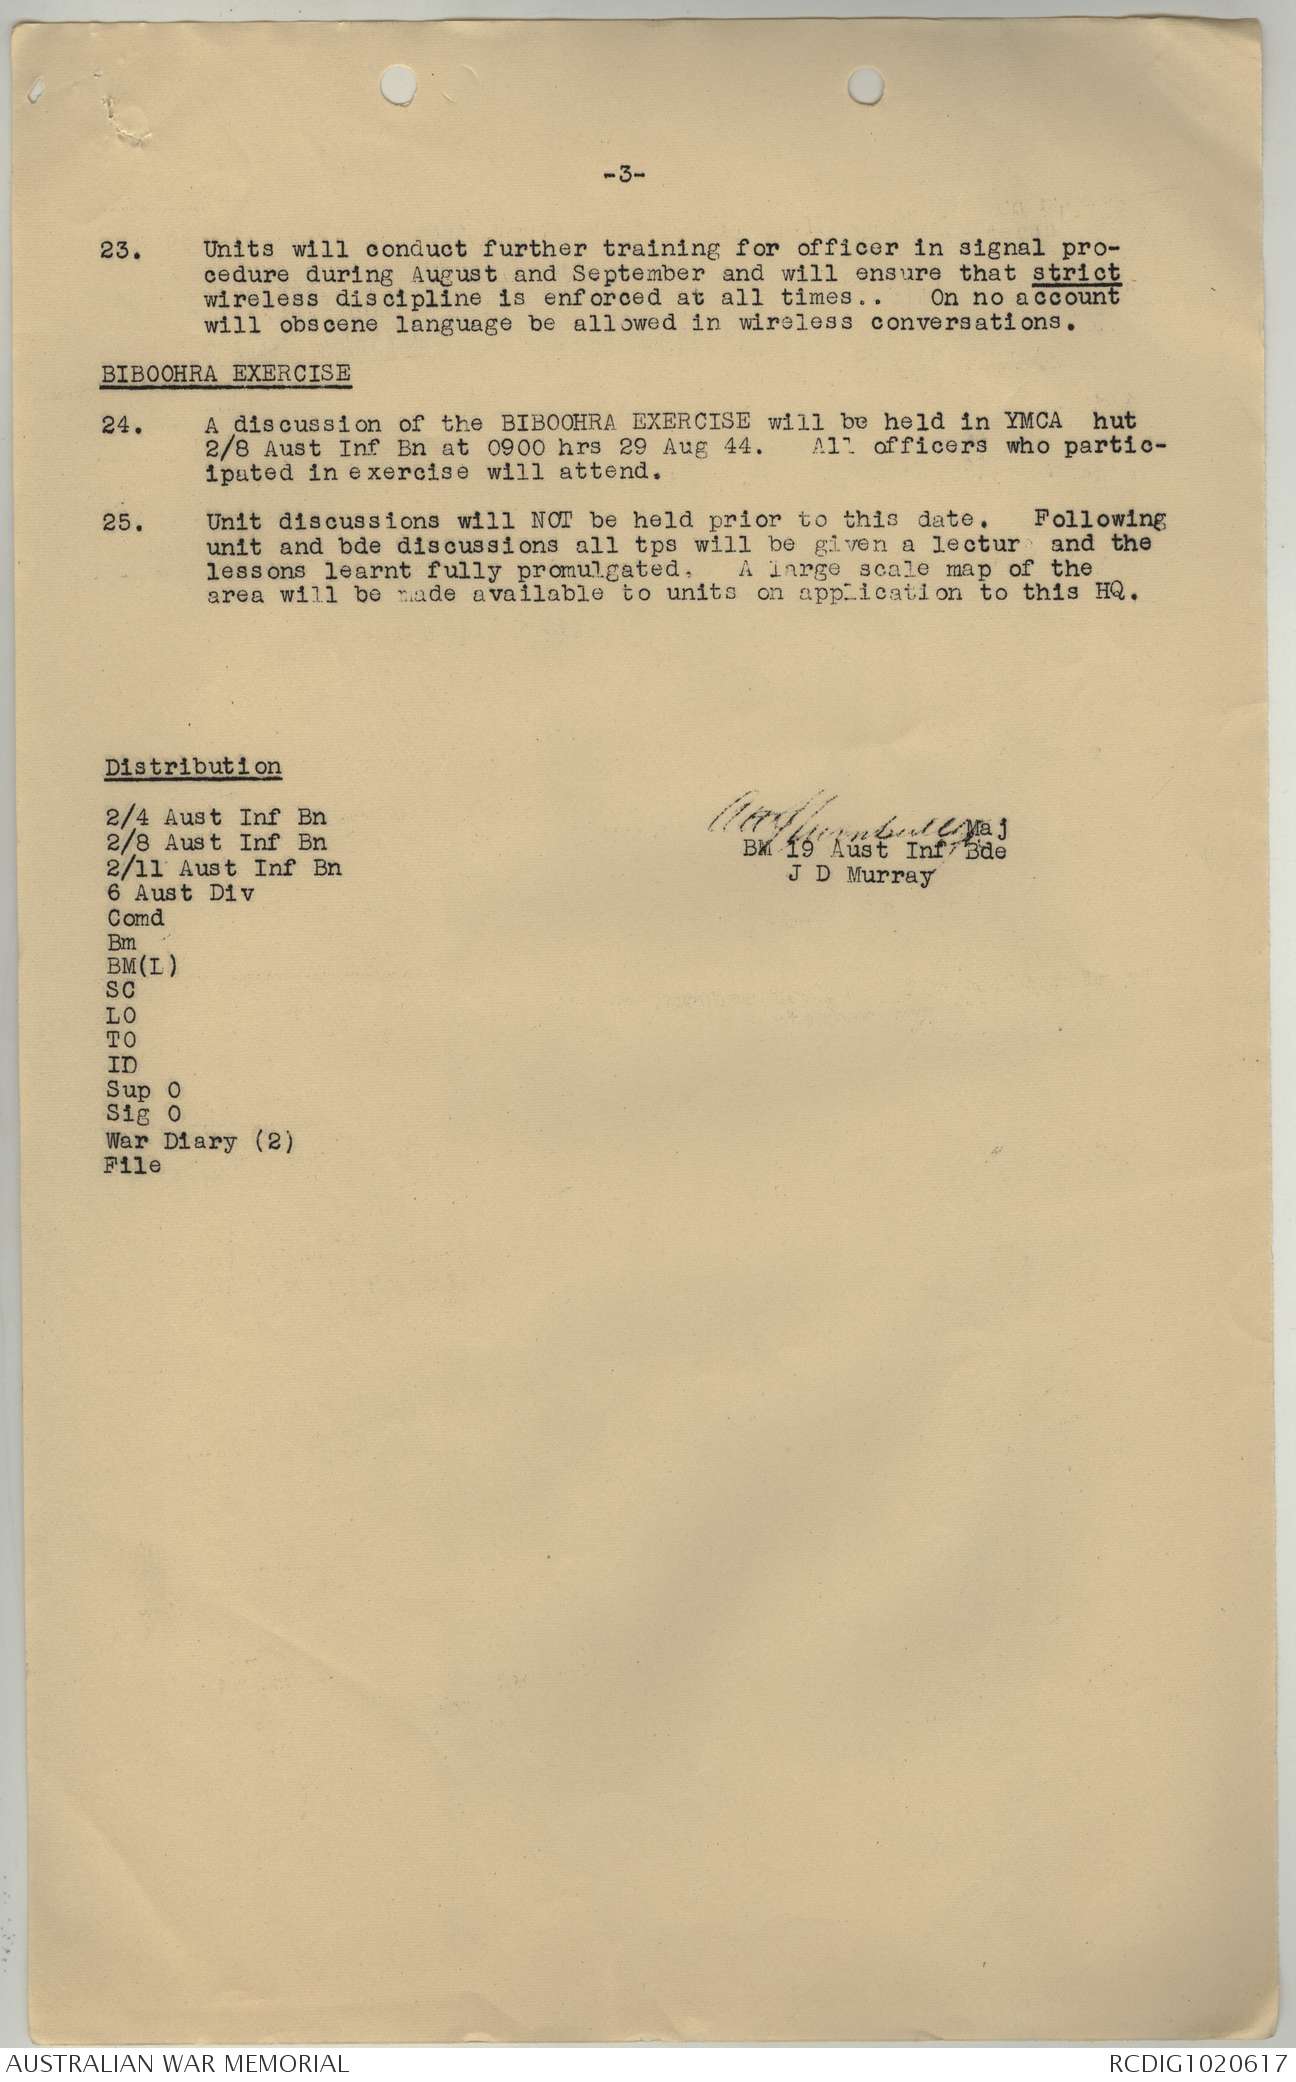 -3-
23. Units will conduct further training for officer in signal pro-
cedure during August and September and will ensure that strict
wireless discipline is enforced at all times.. On no account
will obscene language be allowed in wireless conversations.
BIBOOHRA EXERCISE
24. A discussion of the BIBOOHRA EXERCISE will be held in YMCA hut
2/8 Aust Inf Bn at 0900 hrs 29 Aug 44. All officers who partic-
ipated in exercise will attend.
25. Unit discussions will NOT be held prior to this date. Following
unit and bde discussions all tps will be given a lectur and the
lessons learnt fully promulgated. A large scale map of the
area will be made available to units on application to this HQ.
Distribution
2/4 Aust Inf Bn
2/8 Aust Inf Bn
2/11 Aust Inf Bn
6 Aust Div
Comd
Bm
BM(L)
SC
LO
TO
ID
Sup O
Sig O
War Diary (2)
File
Maj
BM 19 Aust Inf Bde
J D Murray
AUSTRALIAN WAR MEMORIAL
RCDIG1020617